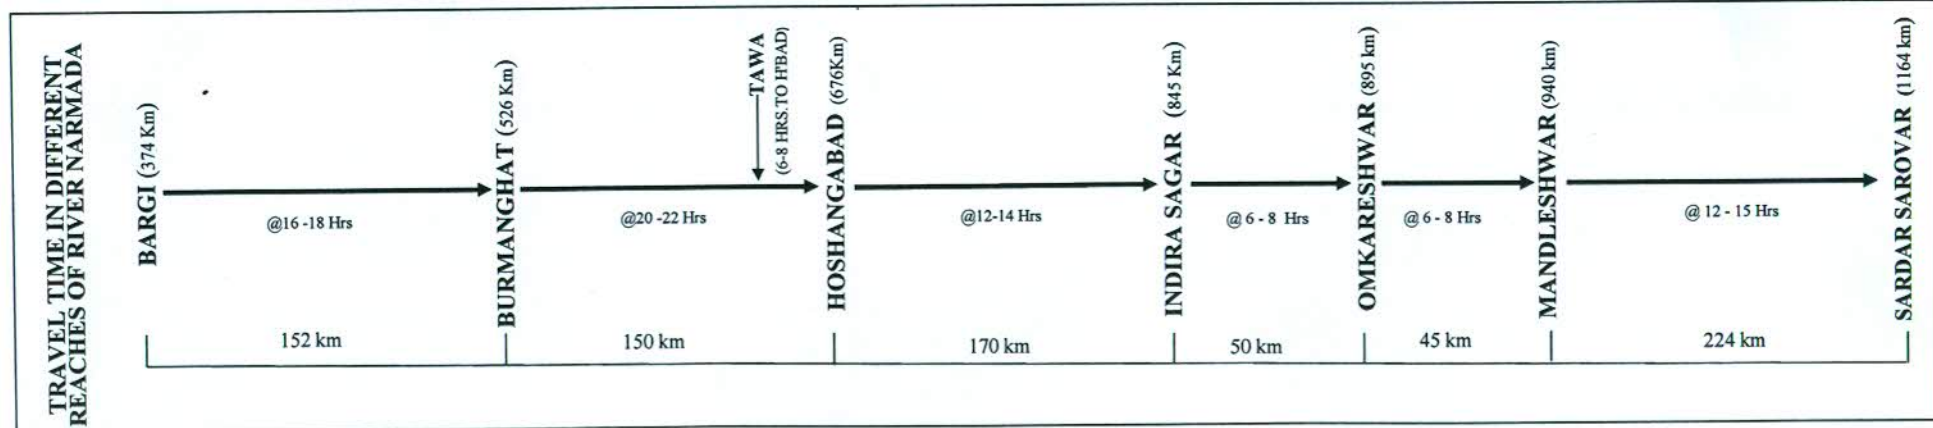 TRAVEL TIME IN DIFFERENT
REACHES OF RIVER NARMADA
BARGI (374 Km)
@16 -18 Hrs
BURMANGHAT (526 Km)
@20 -22 Hrs
TAWA
(6-8 HRS.TO H'BAD)
HOSHANGABAD (676Km)
@12-14 Hrs
INDIRA SAGAR (845 Km)
@ 6 - 8 Hrs
OMKARESHWAR (895 km)
@ 6 - 8 Hrs
MANDLESHWAR (940 km)
@ 12 - 15 Hrs
SARDAR SAROVAR (1164 km)
152 km
150 km
170 km
50 km
45 km
224 km